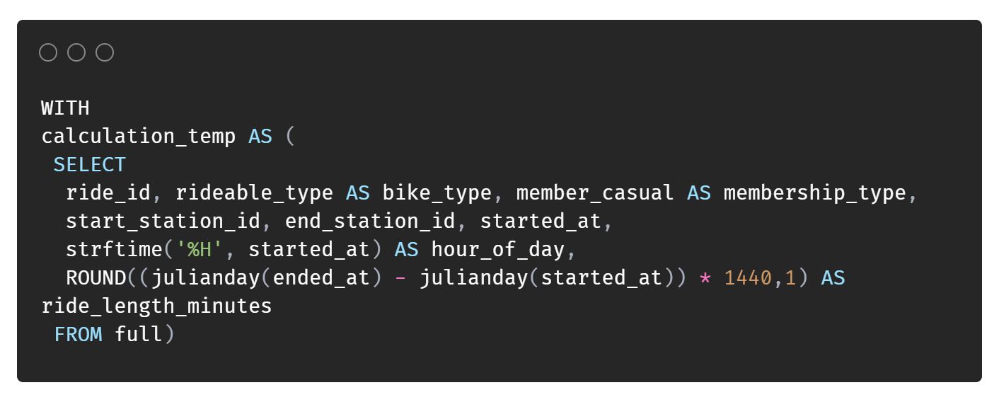 WITH
calculation_temp AS (
 SELECT
  ride_id, rideable_type AS bike_type, member_casual AS membership_type,
  start_station_id, end_station_id, started_at,
  strftime('%H', started_at) AS hour_of_day,
  ROUND((julianday(ended_at) - julianday(started_at)) * 1440,1) AS
ride_length_minutes
 FROM full)